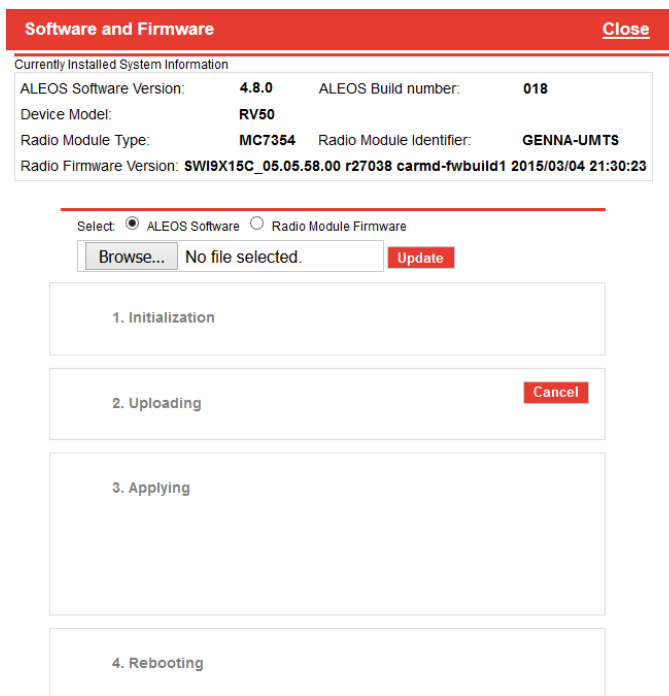 Software and Firmware Close
Currently Installed System Information
ALEOS Software Version: 4.8.0 ALEOS Build number: 018
Device Model: RV50
Radio Module Type: MC7354 Radio Module Identifier: GENNA-UMTS
Radio Firmware Version: SWI9X15C_05.05.58.00 r27038 carmd-fwbuild1 2015/03/04 21:30:23
Select: ALEOS Software Radio Module Firmware
Browse... No file selected. Update
1. Initialization
2. Uploading Cancel
3. Applying
4. Rebooting